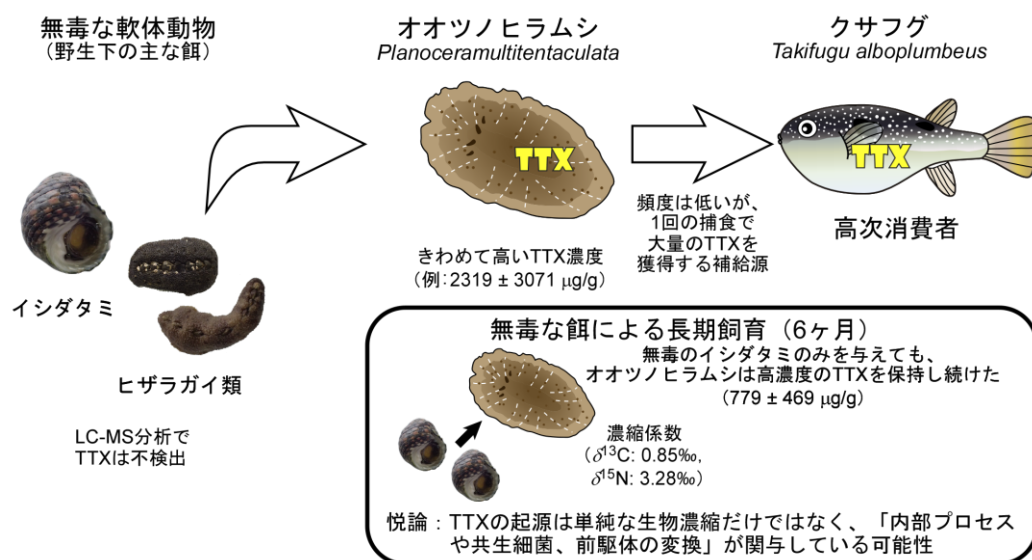 無毒な軟体動物
（野生下の主な餌）
オオツノヒラムシ
Planoceramultitentaculata
クサフグ
Takifugu alboplumbeus
TTX
TTX
頻度は低いが、
1回の捕食で
大量のTTXを
獲得する補給源
高次消費者
きわめて高いTTX濃度
（例：2319 ± 3071 μg/g）
イシダタミ
ヒザラガイ類
LC-MS分析で
TTXは不検出
無毒な餌による長期飼育（6ヶ月）
無毒のイシダタミのみを与えても、
オオツノヒラムシは高濃度のTTXを保持し続けた
（779 ± 469 μg/g）
濃縮係数
（δ¹³C: 0.85‰,
δ¹⁵N: 3.28‰）
悦論：TTXの起源は単純な生物濃縮だけではなく、「内部プロセス
や共生細菌、前駆体の変換」が関与している可能性